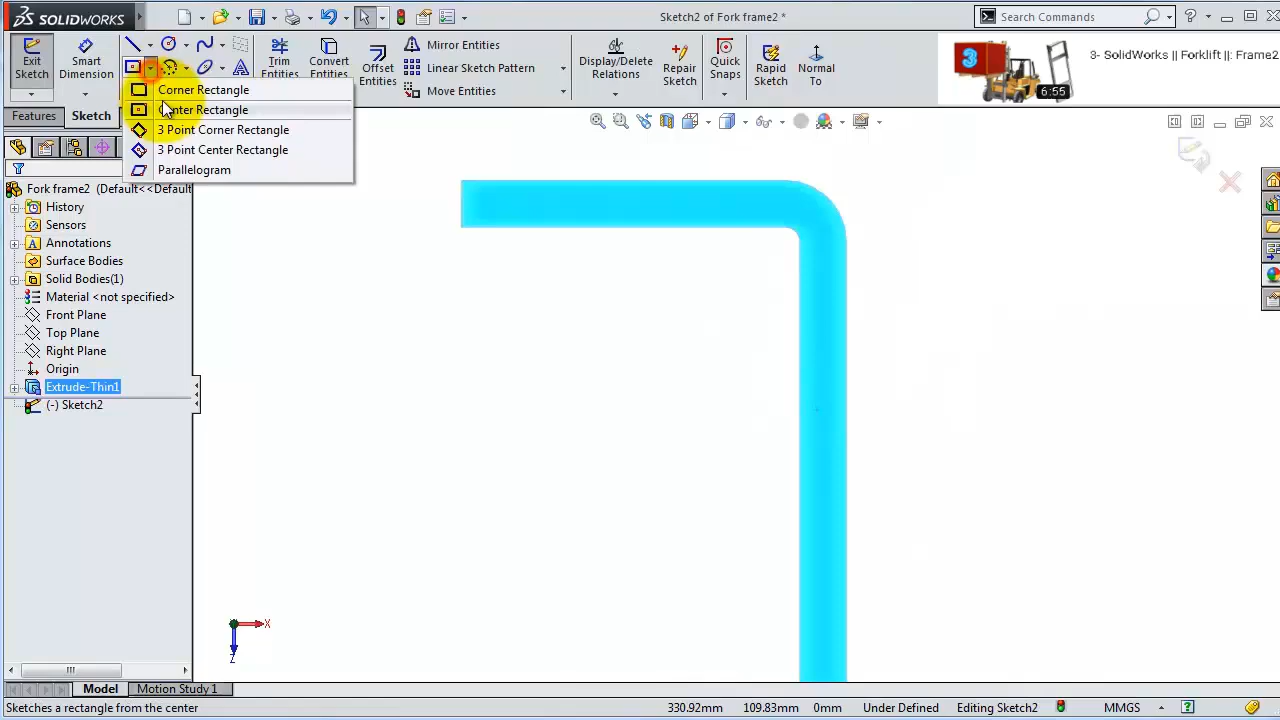 SOLIDWORKS
Sketch2 of Fork frame2 *
Search Commands
Exit Sketch
Smart Dimension
Trim Entities
Convert Entities
Offset Entities
Mirror Entities
Linear Sketch Pattern
Move Entities
Display/Delete Relations
Repair Sketch
Quick Snaps
Rapid Sketch
Normal To
3
6:55
3- SolidWorks || Forklift ||: Frame2
Corner Rectangle
Center Rectangle
3 Point Corner Rectangle
3 Point Center Rectangle
Parallelogram
Features
Sketch
Fork frame2 (Default<<Default
History
Sensors
Annotations
Surface Bodies
Solid Bodies(1)
Material <not specified>
Front Plane
Top Plane
Right Plane
Origin
Extrude-Thin1
(-) Sketch2
X
Z
Model
Motion Study 1
Sketches a rectangle from the center
330.92mm 109.83mm 0mm Under Defined Editing Sketch2 MMGS